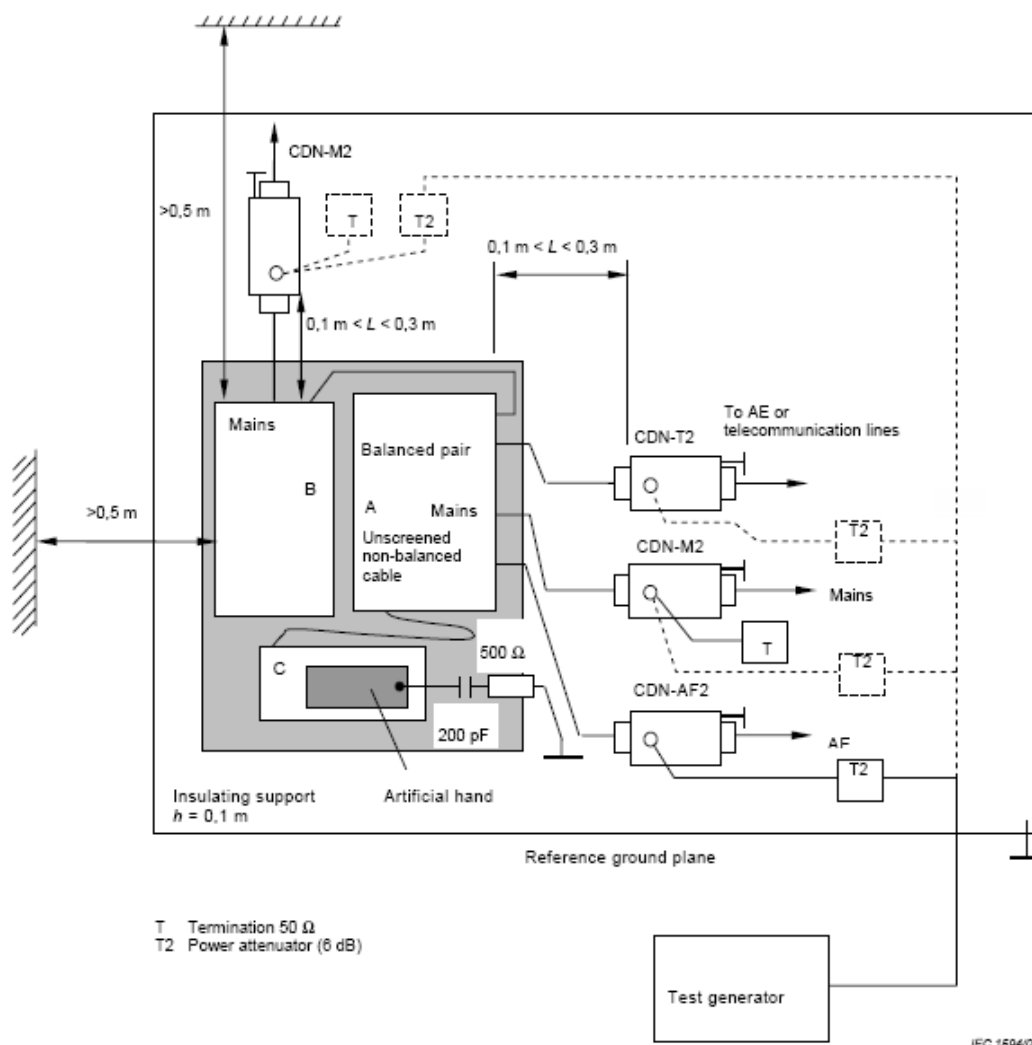 CDN-M2
>0,5 m
T
T2
0,1 m < L < 0,3 m
0,1 m < L < 0,3 m
Mains
B
Balanced pair
A
Mains
Unscreened
non-balanced
cable
CDN-T2
To AE or
telecommunication lines
T2
>0,5 m
CDN-M2
Mains
T
T2
C
500 Ω
200 pF
CDN-AF2
T2
Insulating support
h = 0,1 m
Artificial hand
Reference ground plane
T Termination 50 Ω
T2 Power attenuator (6 dB)
Test generator